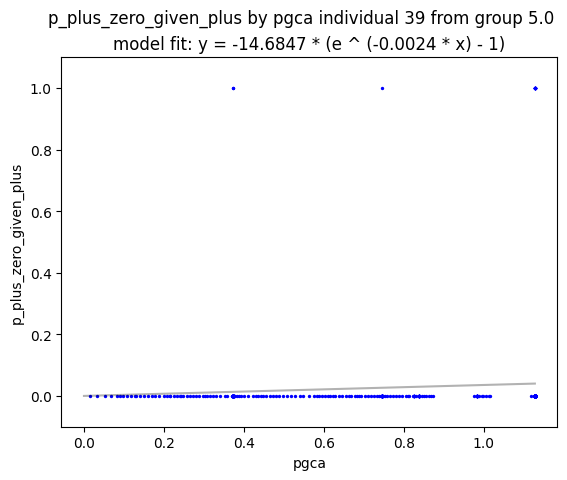 p_plus_zero_given_plus by pgca individual 39 from group 5.0
model fit: y = -14.6847 * (e ^ (-0.0024 * x) - 1)
1.0
0.8
0.6
0.4
0.2
0.0
p_plus_zero_given_plus
0.0 0.2 0.4 0.6 0.8 1.0
pgca